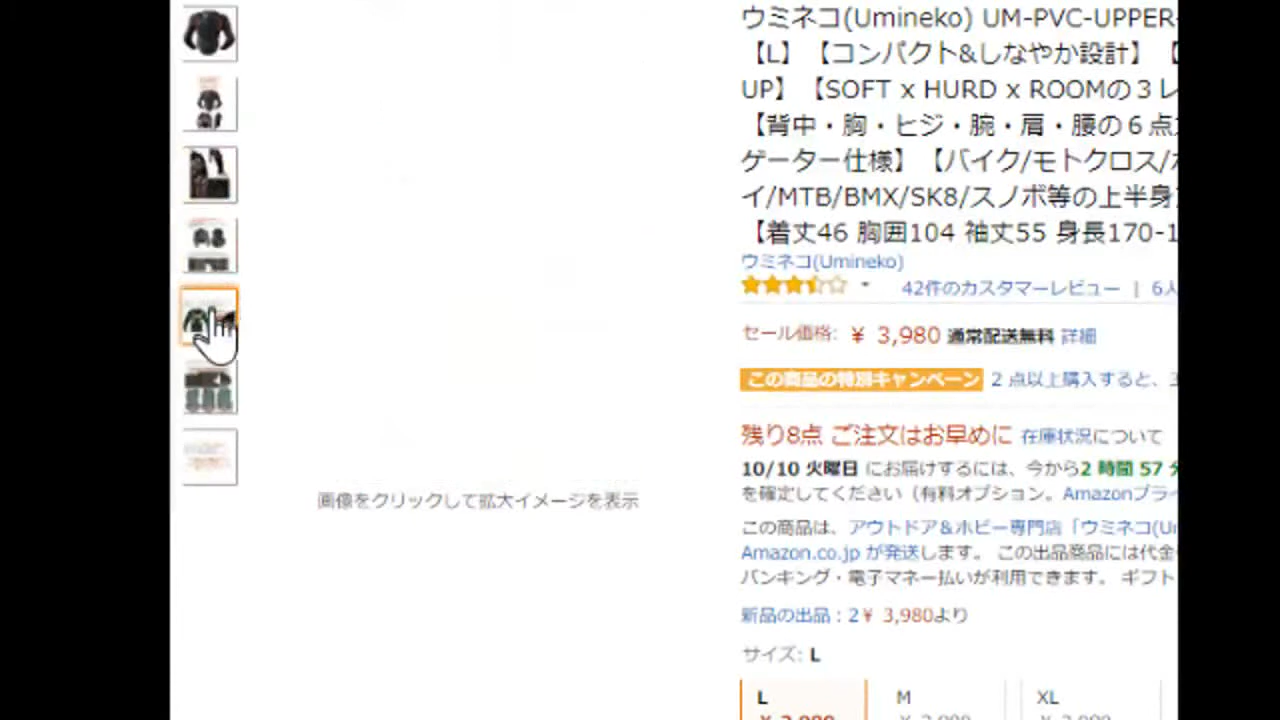 ウミネコ(Umineko) UM-PVC-UPPER-
【L】【コンパクト&しなやか設計】【
UP】【SOFT x HURD x ROOMの３レ
【背中・胸・ヒジ・腕・肩・腰の６点
ゲーター仕様】【バイク/モトクロス/
イ/MTB/BMX/SK8/スノボ等の上半身
【着丈46 胸囲104 袖丈55 身長170-1
ウミネコ(Umineko)
42件のカスタマーレビュー | 6人
セール価格: ￥ 3,980 通常配送無料 詳細
この商品の特別キャンペーン 2 点以上購入すると、3
残り8点 ご注文はお早めに 在庫状況について
10/10 火曜日 にお届けするには、今から2 時間 57 分
を確定してください（有料オプション。Amazonプライ
この商品は、アウトドア＆ホビー専門店「ウミネコ(Um
Amazon.co.jp が発送します。 この出品商品には代金
バンキング・電子マネー払いが利用できます。 ギフト
新品の出品：2￥ 3,980より
サイズ: L
L M XL
￥ 3,980
画像をクリックして拡大イメージを表示